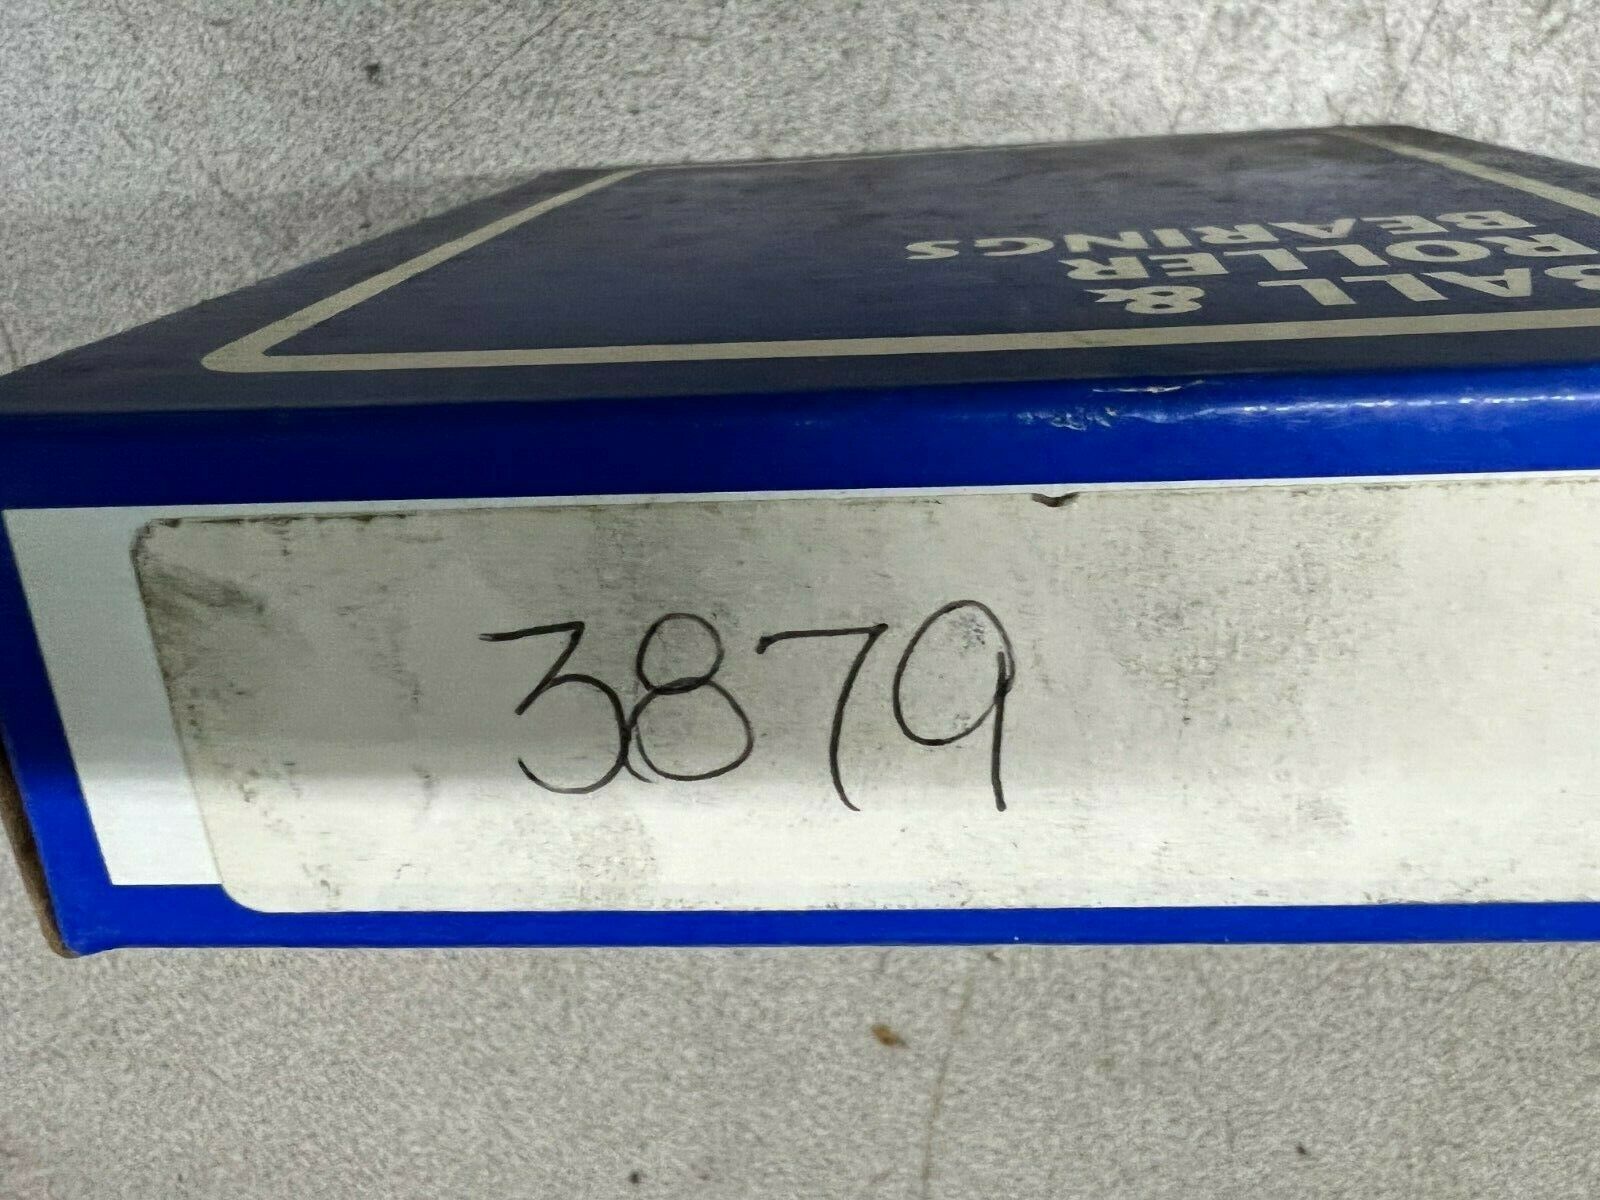 BALL &
ROLLER
BEARINGS
3879